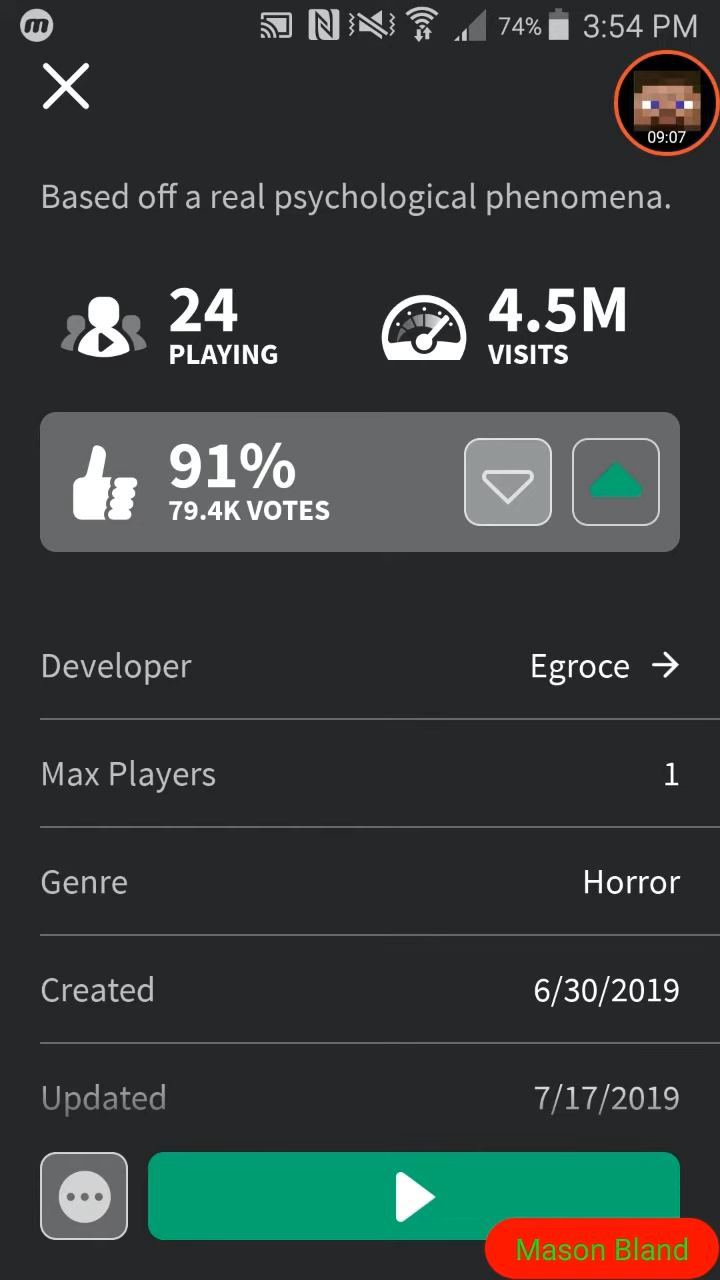 m 74% 3:54 PM
09:07
Based off a real psychological phenomena.
24
PLAYING
4.5M
VISITS
91%
79.4K VOTES
Developer Egroce →
Max Players 1
Genre Horror
Created 6/30/2019
Updated 7/17/2019
Mason Bland